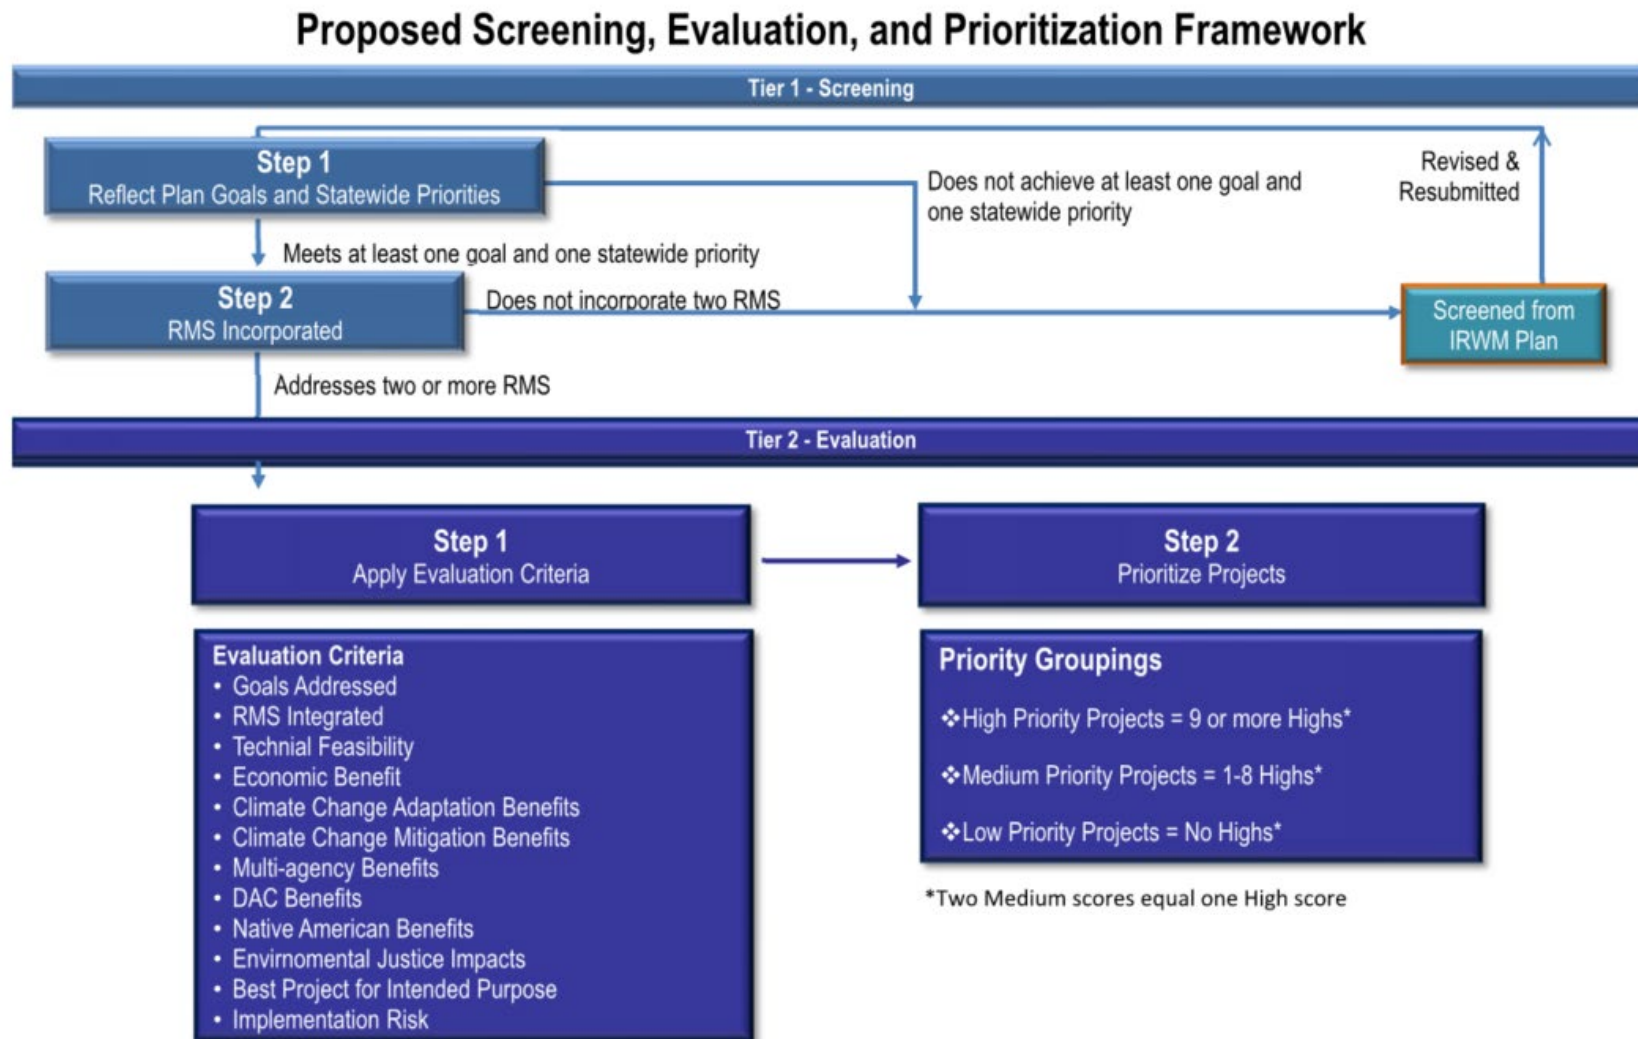 Proposed Screening, Evaluation, and Prioritization Framework
Tier 1 - Screening
Step 1
Reflect Plan Goals and Statewide Priorities
Does not achieve at least one goal and
one statewide priority
Revised &
Resubmitted
Meets at least one goal and one statewide priority
Step 2
RMS Incorporated
Does not incorporate two RMS
Screened from
IRWM Plan
Addresses two or more RMS
Tier 2 - Evaluation
Step 1
Apply Evaluation Criteria
Step 2
Prioritize Projects
Evaluation Criteria
• Goals Addressed
• RMS Integrated
• Technial Feasibility
• Economic Benefit
• Climate Change Adaptation Benefits
• Climate Change Mitigation Benefits
• Multi-agency Benefits
• DAC Benefits
• Native American Benefits
• Envirnomental Justice Impacts
• Best Project for Intended Purpose
• Implementation Risk
Priority Groupings
❖High Priority Projects = 9 or more Highs*
❖Medium Priority Projects = 1-8 Highs*
❖Low Priority Projects = No Highs*
*Two Medium scores equal one High score